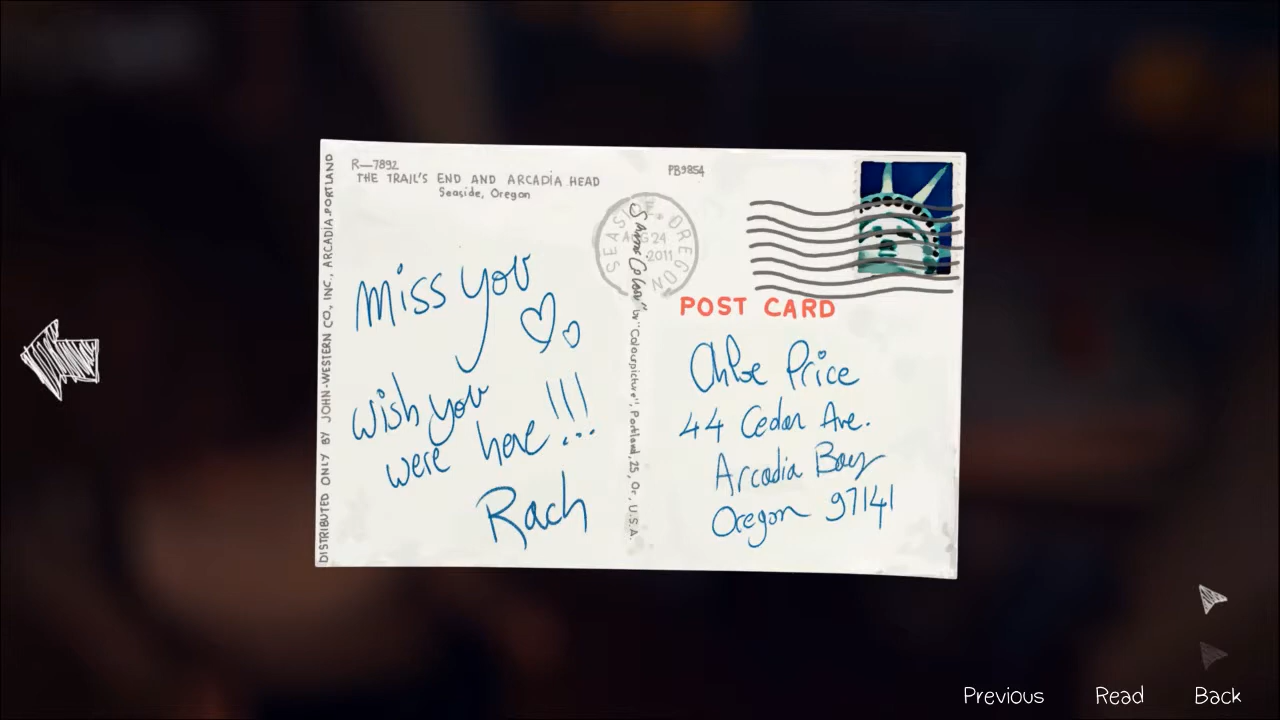 R—7892
THE TRAIL'S END AND ARCADIA HEAD
Seaside, Oregon
PB9854
DISTRIBUTED ONLY BY JOHN-WESTERN CO., INC., ARCADIA-PORTLAND
SEASIDE OREGON
AUG 24
2011
by "Colourpicture", Portland, 25, Or, U.S.A.
Miss you
wish you
were here!!!
Rach
POST CARD
Chloe Price
44 Cedar Ave.
Arcadia Bay
Oregon 97141
Previous Read Back